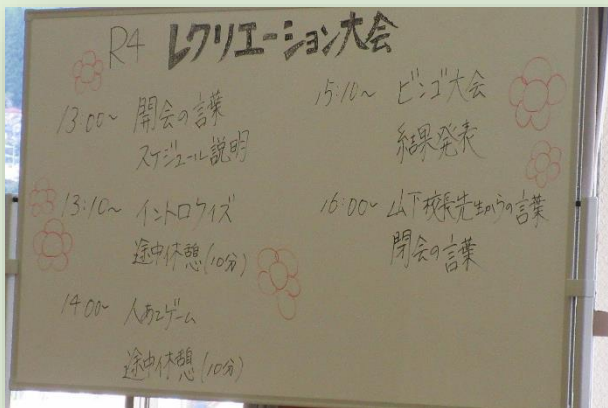 R4 レクリエーション大会
13:00~ 開会の言葉
スケジュール説明
13:10~ イントロクイズ
途中休憩(10分)
14:00~ 人あてゲーム
途中休憩(10分)
15:10~ ビンゴ大会
結果発表
16:00~ 山下校長先生からの言葉
閉会の言葉